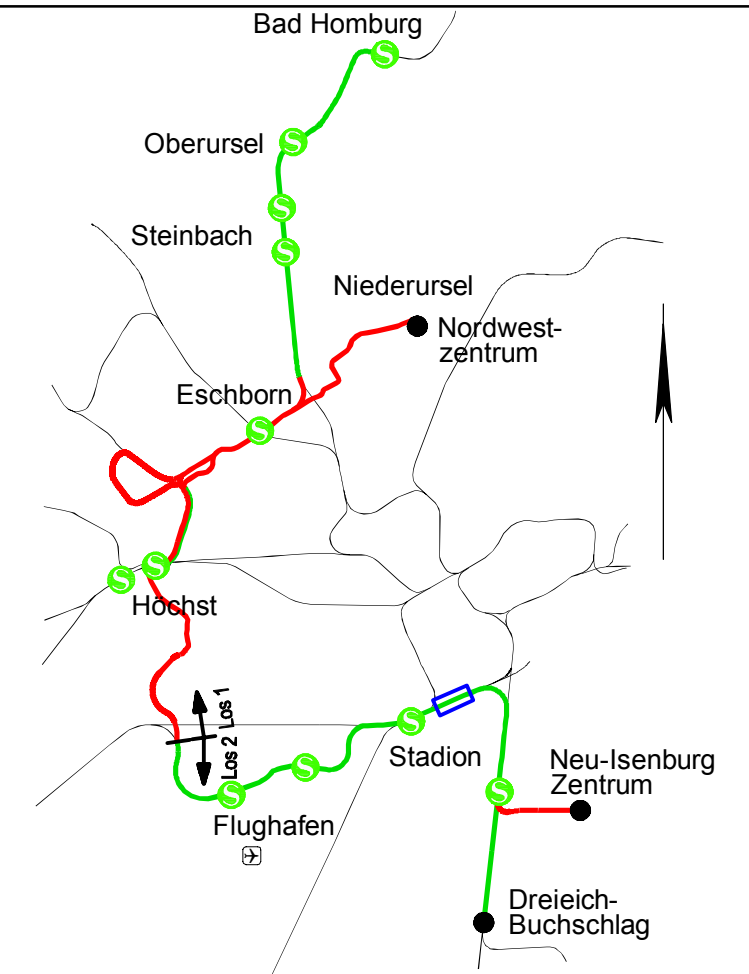 Bad Homburg
Oberursel
Steinbach
Niederursel
Nordwest-
zentrum
Eschborn
Höchst
Los 1
Los 2
Stadion
Neu-Isenburg
Zentrum
Flughafen
Dreieich-
Buchschlag